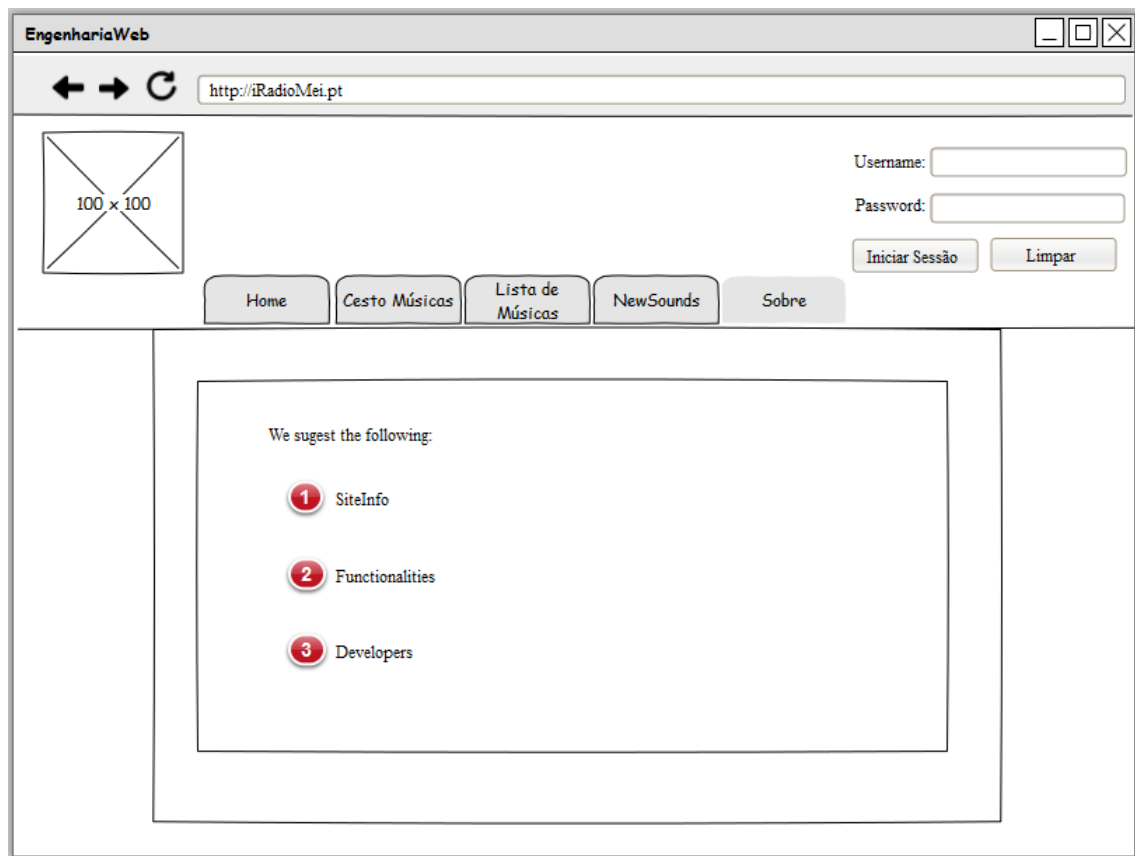 EngenhariaWeb
http://iRadioMei.pt
100 x 100
Username:
Password:
Iniciar Sessão
Limpar
Home
Cesto Músicas
Lista de
Músicas
NewSounds
Sobre
We sugest the following:
1 SiteInfo
2 Functionalities
3 Developers